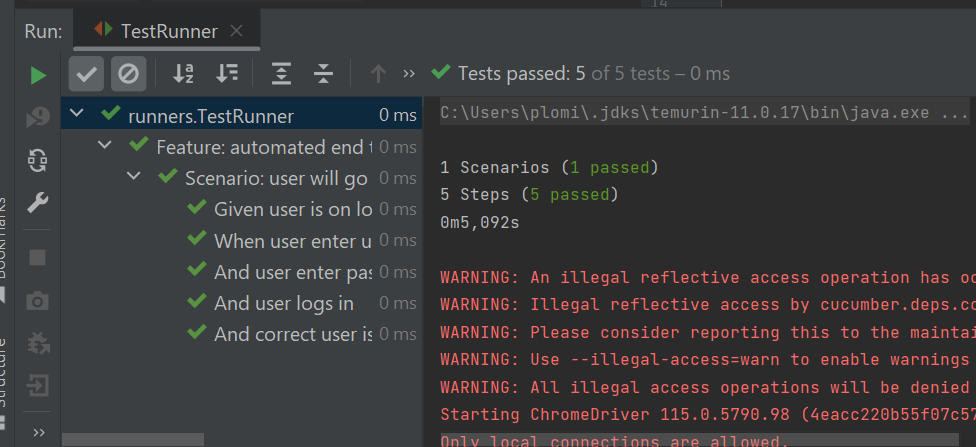 14
Run: TestRunner
Tests passed: 5 of 5 tests – 0 ms
runners.TestRunner 0 ms
Feature: automated end 0 ms
Scenario: user will go 0 ms
Given user is on lo 0 ms
When user enter u 0 ms
And user enter pas 0 ms
And user logs in 0 ms
And correct user is 0 ms
C:\Users\plomi\.jdks\temurin-11.0.17\bin\java.exe ...
1 Scenarios (1 passed)
5 Steps (5 passed)
0m5,092s
WARNING: An illegal reflective access operation has oc
WARNING: Illegal reflective access by cucumber.deps.co
WARNING: Please consider reporting this to the maintai
WARNING: Use --illegal-access=warn to enable warnings
WARNING: All illegal access operations will be denied
Starting ChromeDriver 115.0.5790.98 (4eacc220b55f07c57
Only local connections are allowed.
Bookmarks
Structure